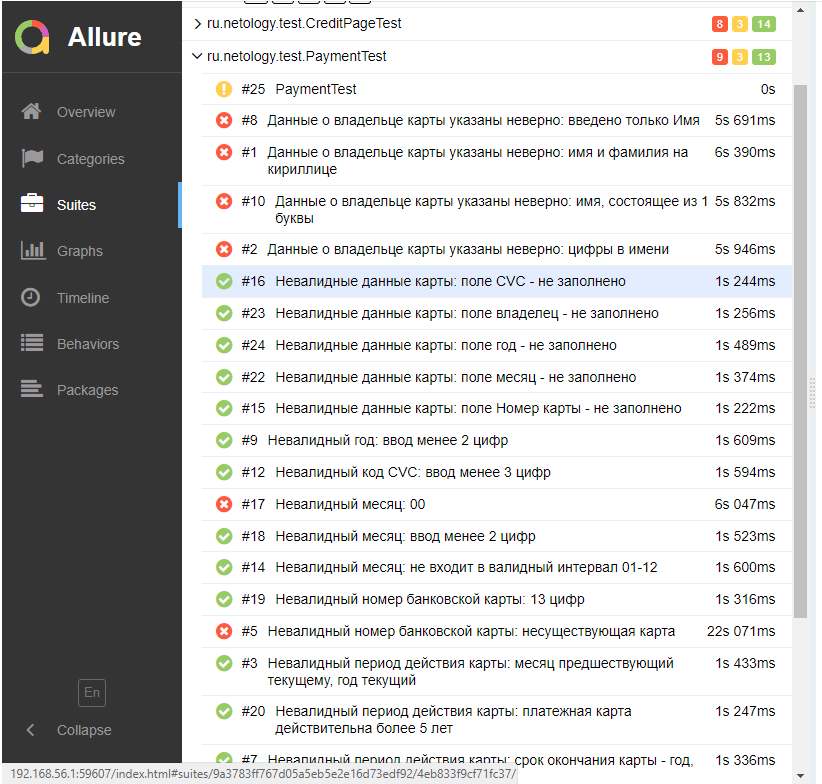 Allure
Overview
Categories
Suites
Graphs
Timeline
Behaviors
Packages
En
Collapse
ru.netology.test.CreditPageTest 8 3 14
ru.netology.test.PaymentTest 9 3 13
#25 PaymentTest 0s
#8 Данные о владельце карты указаны неверно: введено только Имя 5s 691ms
#1 Данные о владельце карты указаны неверно: имя и фамилия на 6s 390ms
кириллице
#10 Данные о владельце карты указаны неверно: имя, состоящее из 1 5s 832ms
буквы
#2 Данные о владельце карты указаны неверно: цифры в имени 5s 946ms
#16 Невалидные данные карты: поле CVC - не заполнено 1s 244ms
#23 Невалидные данные карты: поле владелец - не заполнено 1s 256ms
#24 Невалидные данные карты: поле год - не заполнено 1s 489ms
#22 Невалидные данные карты: поле месяц - не заполнено 1s 374ms
#15 Невалидные данные карты: поле Номер карты - не заполнено 1s 222ms
#9 Невалидный год: ввод менее 2 цифр 1s 609ms
#12 Невалидный код CVC: ввод менее 3 цифр 1s 594ms
#17 Невалидный месяц: 00 6s 047ms
#18 Невалидный месяц: ввод менее 2 цифр 1s 523ms
#14 Невалидный месяц: не входит в валидный интервал 01-12 1s 600ms
#19 Невалидный номер банковской карты: 13 цифр 1s 316ms
#5 Невалидный номер банковской карты: несуществующая карта 22s 071ms
#3 Невалидный период действия карты: месяц предшествующий 1s 433ms
текущему, год текущий
#20 Невалидный период действия карты: платежная карта 1s 247ms
действительна более 5 лет
#7 Невалидный период действия карты: срок окончания карты - год, 1s 336ms
192.168.56.1:59607/index.html#suites/9a3783ff767d05a5eb5e2e16d73edf92/4eb833f9cf71fc37/